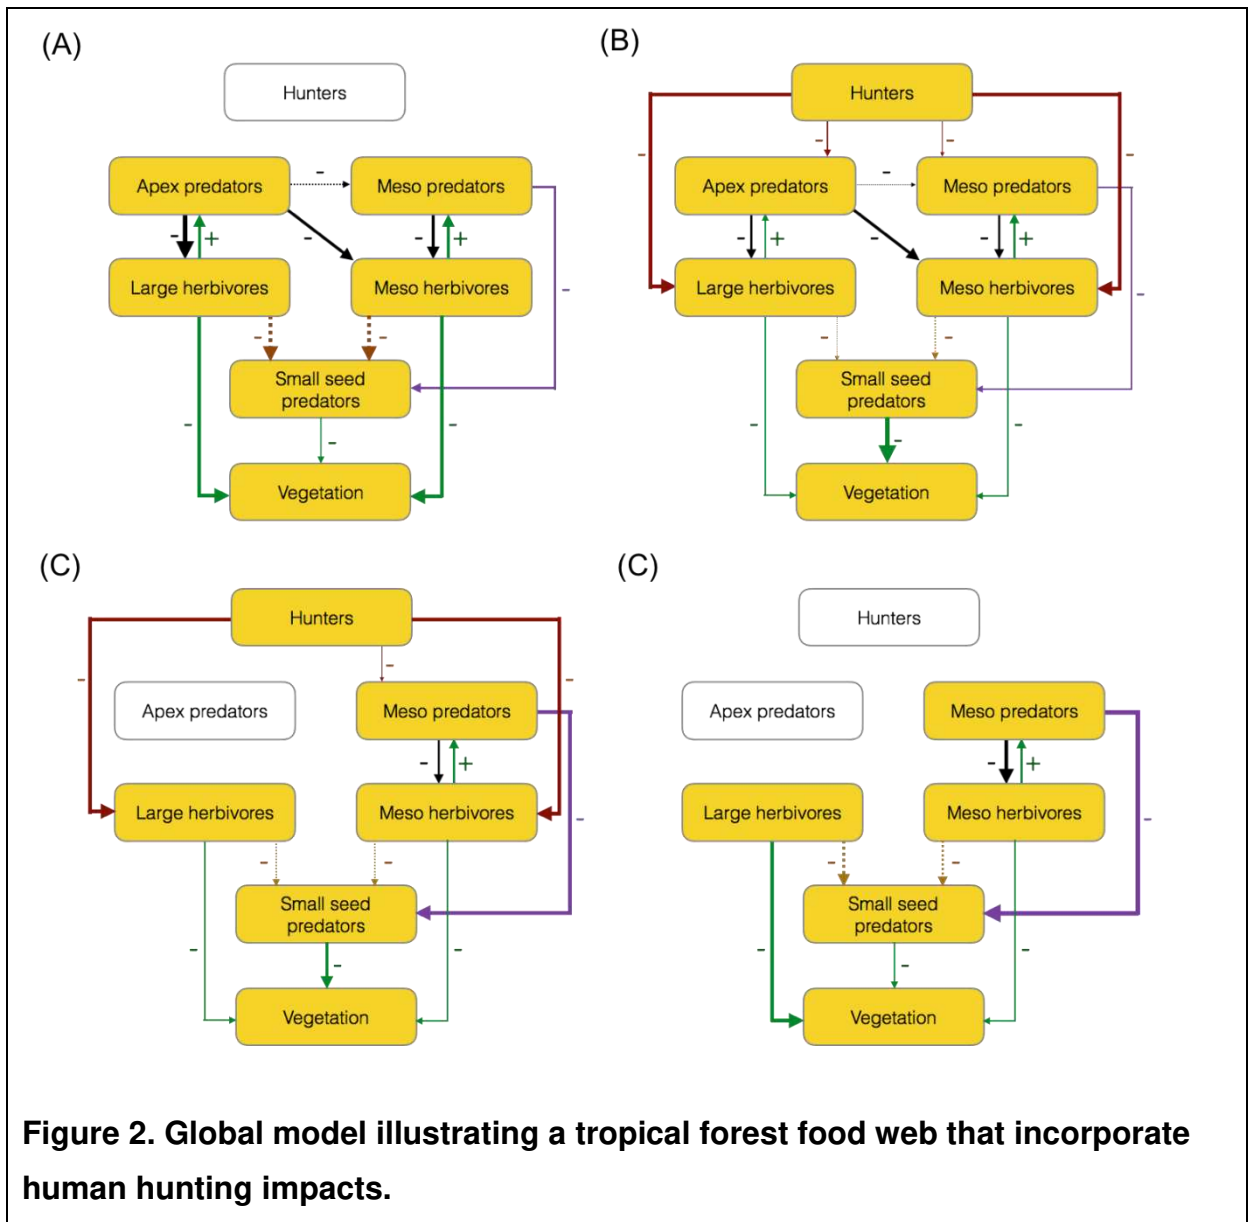 (A)
Hunters
Apex predators
-
Meso predators
-
+
-
-
+
Large herbivores
Meso herbivores
-
-
-
Small seed
predators
-
-
-
Vegetation
(B)
Hunters
-
-
-
-
Apex predators
-
Meso predators
-
+
-
-
+
Large herbivores
Meso herbivores
-
-
-
Small seed
predators
-
-
-
Vegetation
(C)
Hunters
-
-
-
Apex predators
Meso predators
-
+
Large herbivores
Meso herbivores
-
-
-
Small seed
predators
-
-
-
Vegetation
(C)
Hunters
Apex predators
Meso predators
-
+
Large herbivores
Meso herbivores
-
-
-
Small seed
predators
-
-
-
Vegetation
Figure 2. Global model illustrating a tropical forest food web that incorporate
human hunting impacts.